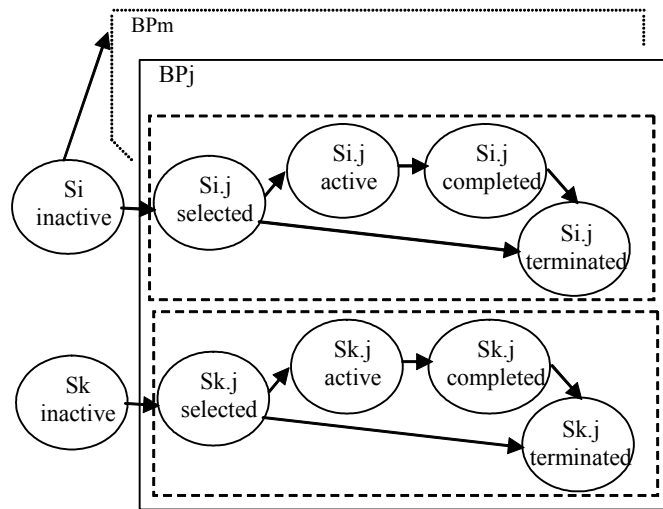 BPm
BPj
Si
inactive
Si.j
selected
Si.j
active
Si.j
completed
Si.j
terminated
Sk
inactive
Sk.j
selected
Sk.j
active
Sk.j
completed
Sk.j
terminated